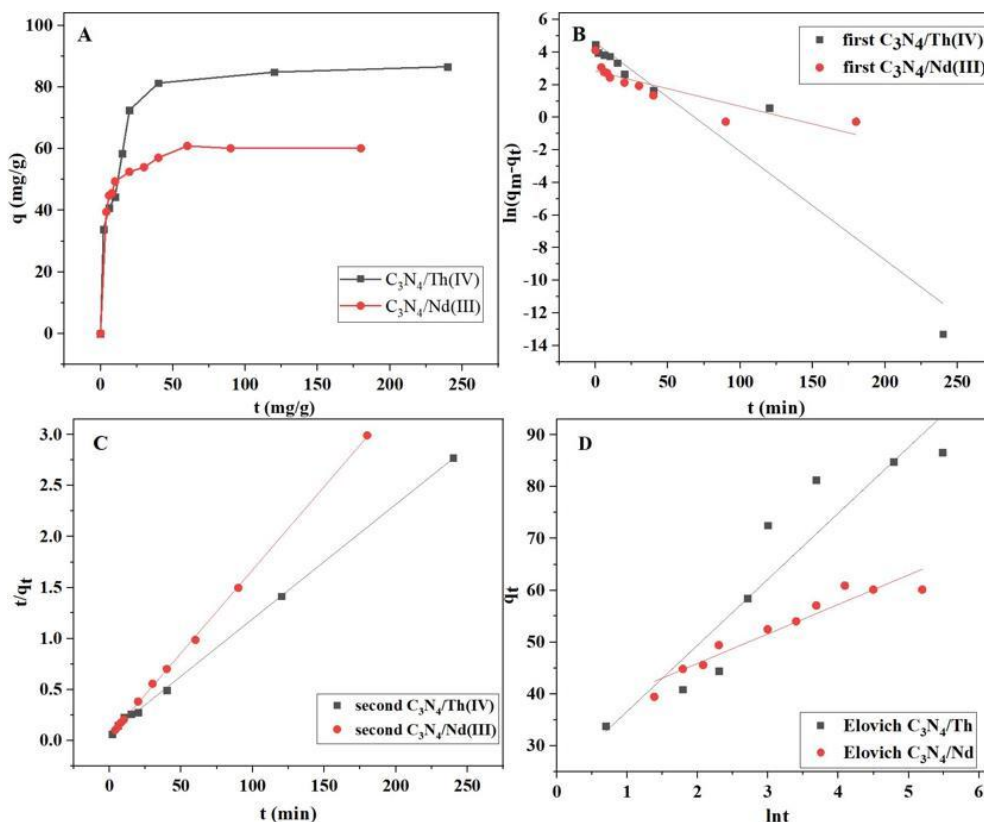 A
q (mg/g)
100
80
60
40
20
0
C₃N₄/Th(IV)
C₃N₄/Nd(III)
0 50 100 150 200 250
t (mg/g)
B
ln(qm-qt)
6
4
2
0
-2
-4
-6
-8
-10
-12
-14
first C₃N₄/Th(IV)
first C₃N₄/Nd(III)
0 50 100 150 200 250
t (min)
C
t/qt
3.0
2.5
2.0
1.5
1.0
0.5
0.0
second C₃N₄/Th(IV)
second C₃N₄/Nd(III)
0 50 100 150 200 250
t (min)
D
qt
90
80
70
60
50
40
30
Elovich C₃N₄/Th
Elovich C₃N₄/Nd
1 2 3 4 5 6
lnt